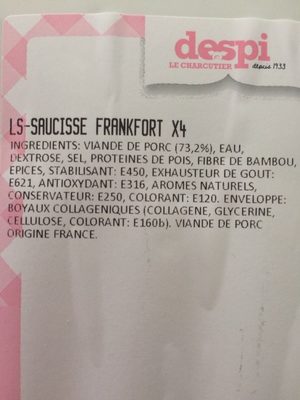 despi
LE CHARCUTIER depuis 1933
LS-SAUCISSE FRANKFORT X4
INGREDIENTS: VIANDE DE PORC (73,2%), EAU,
DEXTROSE, SEL, PROTEINES DE POIS, FIBRE DE BAMBOU,
EPICES, STABILISANT: E450, EXHAUSTEUR DE GOUT:
E621, ANTIOXYDANT: E316, AROMES NATURELS,
CONSERVATEUR: E250, COLORANT: E120. ENVELOPPE:
BOYAUX COLLAGENIQUES (COLLAGENE, GLYCERINE,
CELLULOSE, COLORANT: E160b). VIANDE DE PORC
ORIGINE FRANCE.